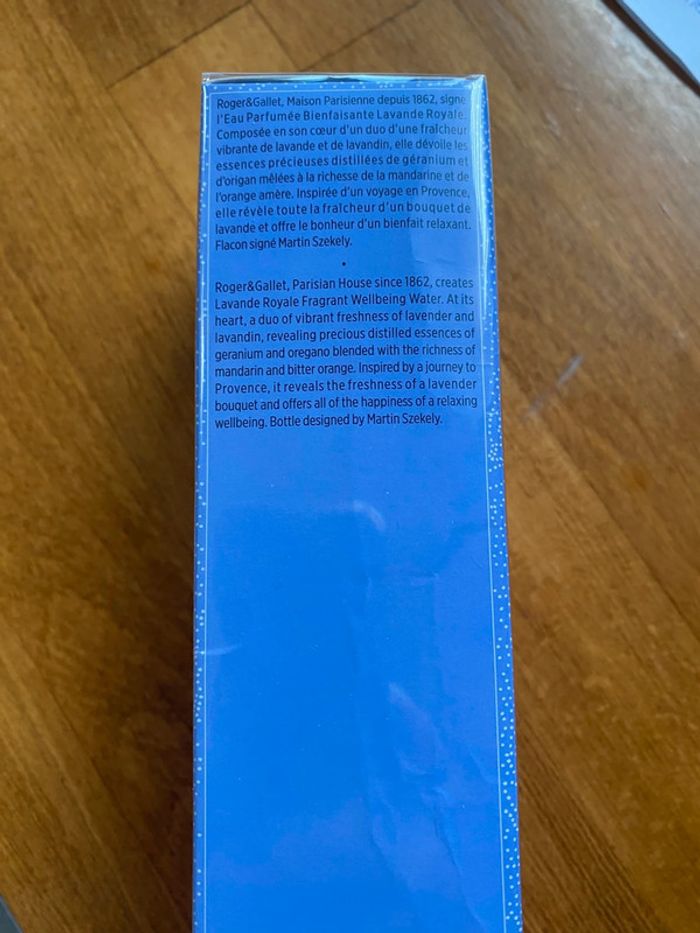 Roger&Gallet, Maison Parisienne depuis 1862, signe
l'Eau Parfumée Bienfaisante Lavande Royale.
Composée en son cœur d'un duo d'une fraîcheur
vibrante de lavande et de lavandin, elle dévoile les
essences précieuses distillées de géranium et
d'origan mêlées à la richesse de la mandarine et de
l'orange amère. Inspirée d'un voyage en Provence,
elle révèle toute la fraîcheur d'un bouquet de
lavande et offre le bonheur d'un bienfait relaxant.
Flacon signé Martin Szekely.
•
Roger&Gallet, Parisian House since 1862, creates
Lavande Royale Fragrant Wellbeing Water. At its
heart, a duo of vibrant freshness of lavender and
lavandin, revealing precious distilled essences of
geranium and oregano blended with the richness of
mandarin and bitter orange. Inspired by a journey to
Provence, it reveals the freshness of a lavender
bouquet and offers all of the happiness of a relaxing
wellbeing. Bottle designed by Martin Szekely.